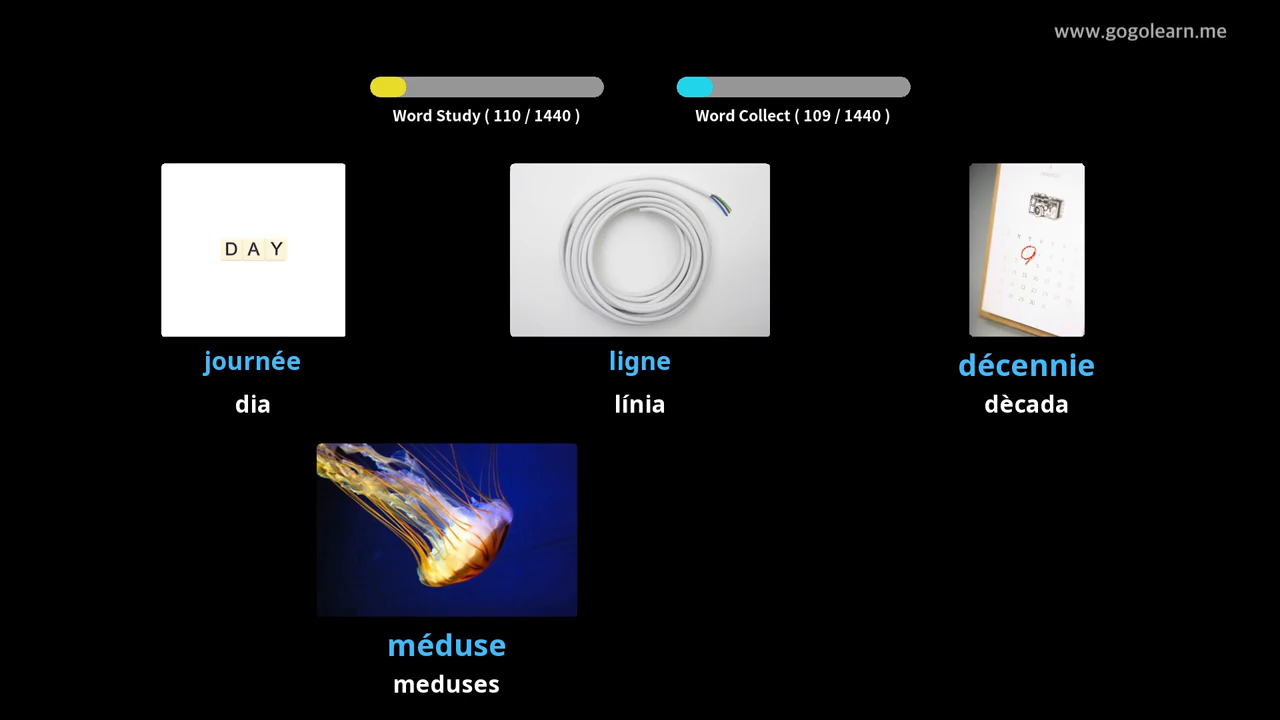 www.gogolearn.me
Word Study ( 110 / 1440 )
Word Collect ( 109 / 1440 )
DAY
journée
ligne
décennie
dia
línia
dècada
méduse
meduses